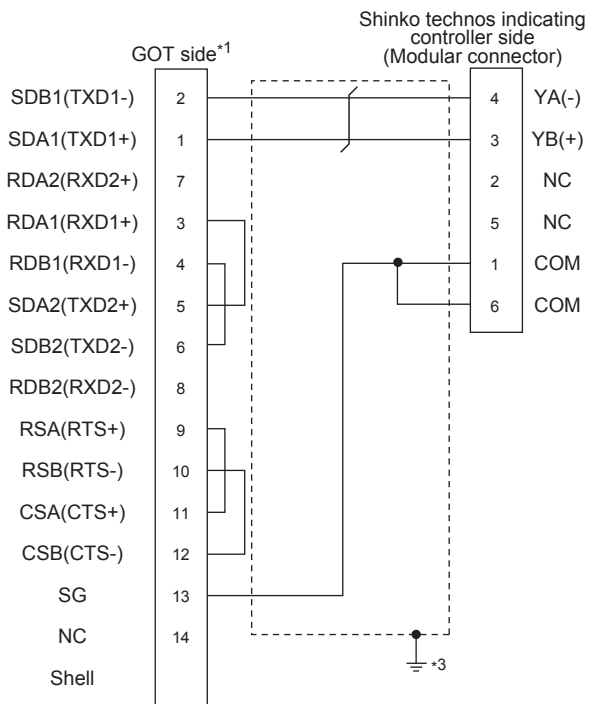 Shinko technos indicating
controller side
(Modular connector)
GOT side*1
SDB1(TXD1-) 2 4 YA(-)
SDA1(TXD1+) 1 3 YB(+)
RDA2(RXD2+) 7 2 NC
RDA1(RXD1+) 3 5 NC
RDB1(RXD1-) 4 1 COM
SDA2(TXD2+) 5 6 COM
SDB2(TXD2-) 6
RDB2(RXD2-) 8
RSA(RTS+) 9
RSB(RTS-) 10
CSA(CTS+) 11
CSB(CTS-) 12
SG 13
NC 14
*3
Shell